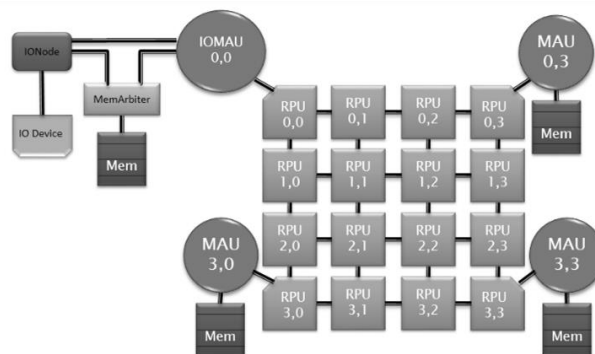 IONode
IO Device
MemArbiter
Mem
IOMAU
0,0
MAU
0,3
Mem
RPU
0,0
RPU
0,1
RPU
0,2
RPU
0,3
RPU
1,0
RPU
1,1
RPU
1,2
RPU
1,3
RPU
2,0
RPU
2,1
RPU
2,2
RPU
2,3
MAU
3,0
Mem
RPU
3,0
RPU
3,1
RPU
3,2
RPU
3,3
MAU
3,3
Mem